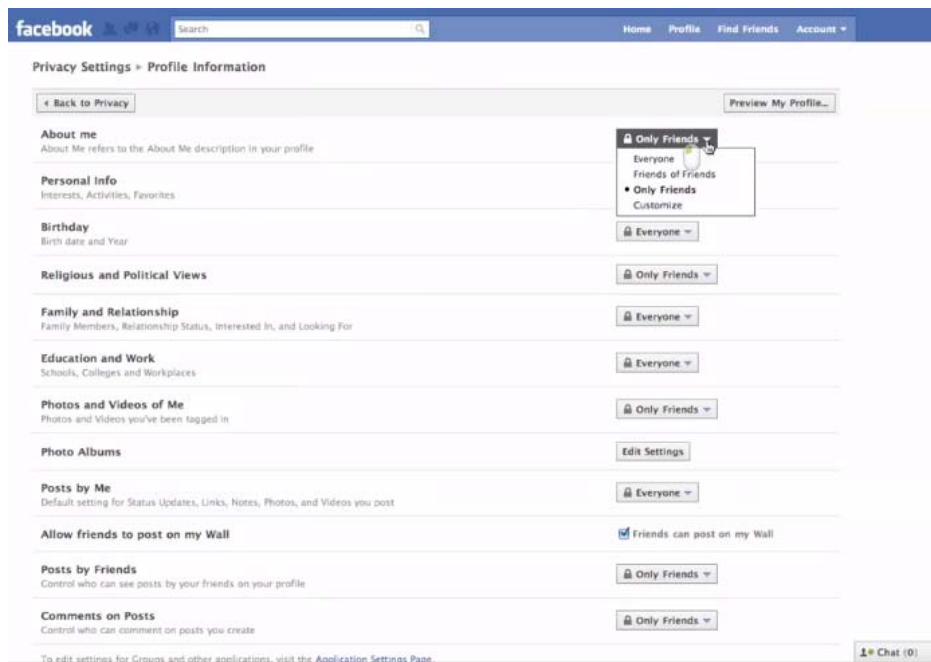 facebook
Search
Home Profile Find Friends Account
Privacy Settings ▸ Profile Information
Back to Privacy
Preview My Profile...
About me
About Me refers to the About Me description in your profile
Only Friends
Everyone
Friends of Friends
• Only Friends
Customize
Personal Info
Interests, Activities, Favorites
Birthday
Birth date and Year
Everyone
Religious and Political Views
Only Friends
Family and Relationship
Family Members, Relationship Status, Interested In, and Looking For
Everyone
Education and Work
Schools, Colleges and Workplaces
Everyone
Photos and Videos of Me
Photos and Videos you've been tagged in
Only Friends
Photo Albums
Edit Settings
Posts by Me
Default setting for Status Updates, Links, Notes, Photos, and Videos you post
Everyone
Allow friends to post on my Wall
Friends can post on my Wall
Posts by Friends
Control who can see posts by your friends on your profile
Only Friends
Comments on Posts
Control who can comment on posts you create
Only Friends
To edit settings for Groups and other applications, visit the Application Settings Page.
Chat (0)